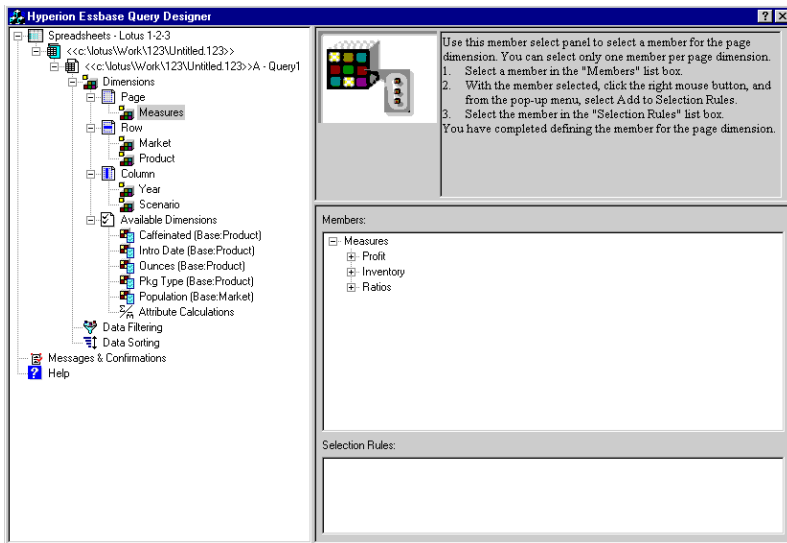 Hyperion Essbase Query Designer
Spreadsheets - Lotus 1-2-3
<<c:\lotus\Work\123\Untitled.123>>
<<c:\lotus\Work\123\Untitled.123>>A - Query1
Dimensions
Page
Measures
Row
Market
Product
Column
Year
Scenario
Available Dimensions
Caffeinated (Base:Product)
Intro Date (Base:Product)
Ounces (Base:Product)
Pkg Type (Base:Product)
Population (Base:Market)
Attribute Calculations
Data Filtering
Data Sorting
Messages & Confirmations
Help
Use this member select panel to select a member for the page
dimension. You can select only one member per page dimension.
1. Select a member in the "Members" list box.
2. With the member selected, click the right mouse button, and
from the pop-up menu, select Add to Selection Rules.
3. Select the member in the "Selection Rules" list box.
You have completed defining the member for the page dimension.
Members:
Measures
Profit
Inventory
Ratios
Selection Rules: